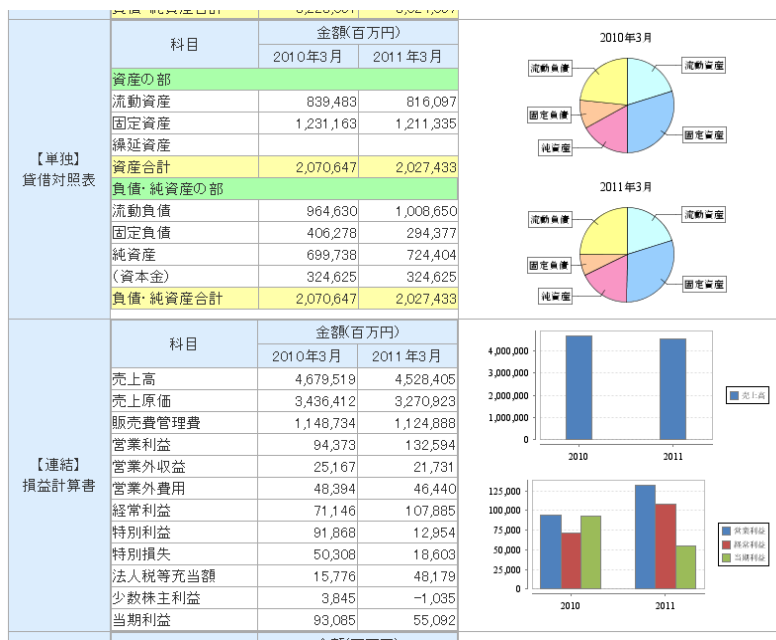 科目
金額(百万円)
2010年3月 2011年3月
資産の部
流動資産 839,483 816,097
固定資産 1,231,163 1,211,335
繰延資産
資産合計 2,070,647 2,027,433
負債・純資産の部
流動負債 964,630 1,008,650
固定負債 406,278 294,377
純資産 699,738 724,404
(資本金) 324,625 324,625
負債・純資産合計 2,070,647 2,027,433
【単独】
貸借対照表
2010年3月
流動負債
流動資産
固定負債
固定資産
純資産
2011年3月
流動負債
流動資産
固定負債
固定資産
純資産
【連結】
損益計算書
科目
金額(百万円)
2010年3月 2011年3月
売上高 4,679,519 4,528,405
売上原価 3,436,412 3,270,923
販売費管理費 1,148,734 1,124,888
営業利益 94,373 132,594
営業外収益 25,167 21,731
営業外費用 48,394 46,440
経常利益 71,146 107,885
特別利益 91,868 12,954
特別損失 50,308 18,603
法人税等充当額 15,776 48,179
少数株主利益 3,845 -1,035
当期利益 93,085 55,092
4,000,000
3,000,000
2,000,000
1,000,000
0
2010 2011
売上高
125,000
100,000
75,000
50,000
25,000
0
2010 2011
営業利益
経常利益
当期利益